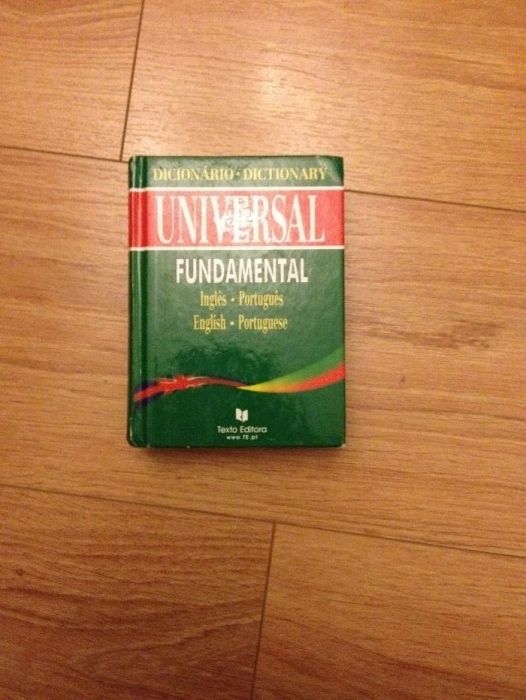 DICIONÁRIO • DICTIONARY
UNIVERSAL
FUNDAMENTAL
Inglês • Português
English • Portuguese
Texto Editora
www.TE.pt